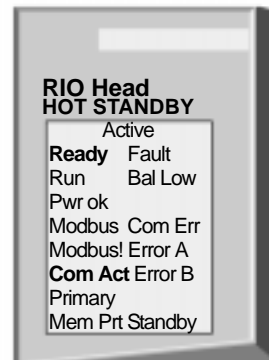 RIO Head
HOT STANDBY
Active
Ready Fault
Run Bal Low
Pwr ok
Modbus Com Err
Modbus! Error A
Com Act Error B
Primary
Mem Prt Standby